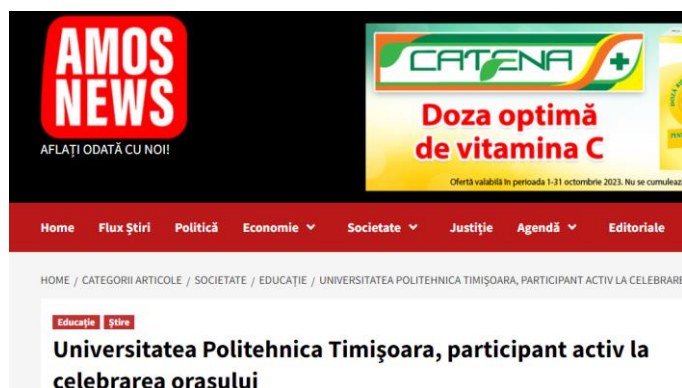 AMOS
NEWS
AFLAȚI ODATĂ CU NOI!
CATENA
Doza optimă
de vitamina C
Ofertă valabilă în perioada 1-31 octombrie 2023. Nu se cumulează
Home Flux Știri Politică Economie Societate Justiție Agendă Editoriale
HOME / CATEGORII ARTICOLE / SOCIETATE / EDUCAȚIE / UNIVERSITATEA POLITEHNICA TIMIȘOARA, PARTICIPANT ACTIV LA CELEBRARE
Educație Știre
Universitatea Politehnica Timișoara, participant activ la
celebrarea orașului